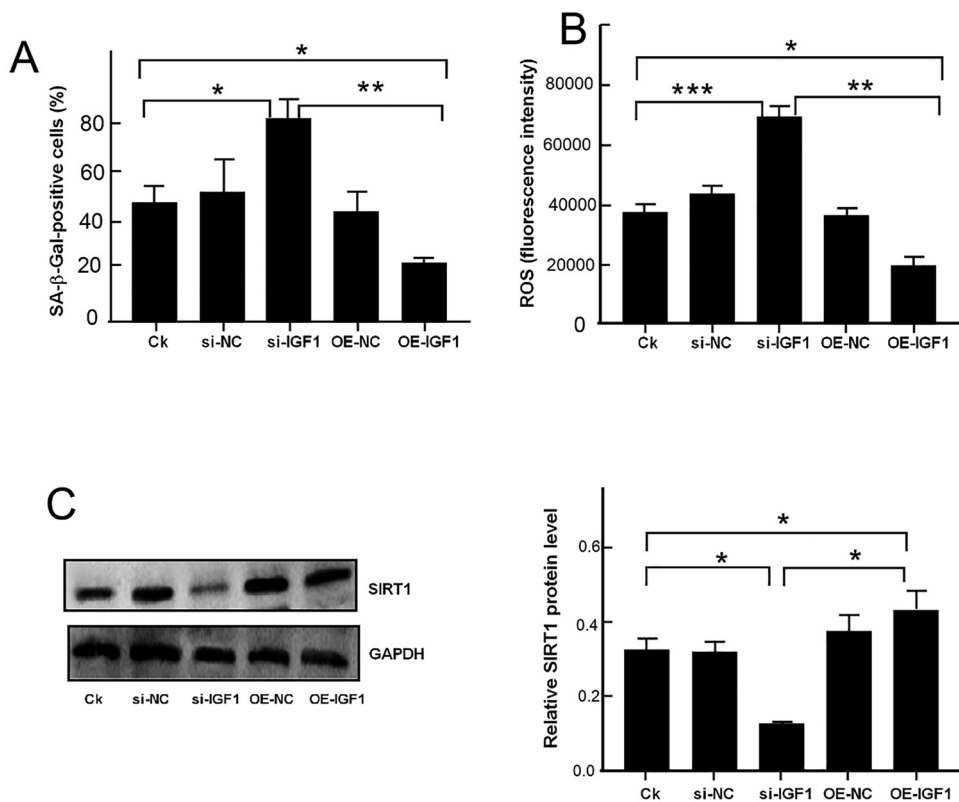 A
SA-β-Gal-positive cells (%)
80
60
40
20
0
*
*
**
Ck
si-NC
si-IGF1
OE-NC
OE-IGF1
B
ROS (fluorescence intensity)
80000
60000
40000
20000
0
*
***
**
Ck
si-NC
si-IGF1
OE-NC
OE-IGF1
C
SIRT1
GAPDH
Ck
si-NC
si-IGF1
OE-NC
OE-IGF1
Relative SIRT1 protein level
0.6
0.4
0.2
0.0
*
*
*
Ck
si-NC
si-IGF1
OE-NC
OE-IGF1